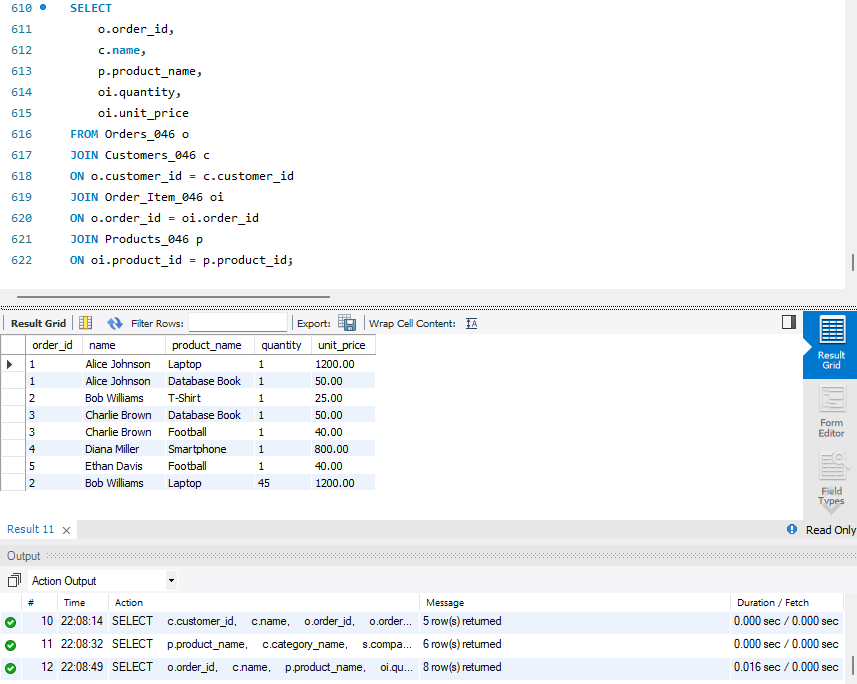 610 SELECT
611 o.order_id,
612 c.name,
613 p.product_name,
614 oi.quantity,
615 oi.unit_price
616 FROM Orders_046 o
617 JOIN Customers_046 c
618 ON o.customer_id = c.customer_id
619 JOIN Order_Item_046 oi
620 ON o.order_id = oi.order_id
621 JOIN Products_046 p
622 ON oi.product_id = p.product_id;
Result Grid Filter Rows: Export: Wrap Cell Content: IA
order_id name product_name quantity unit_price
1 Alice Johnson Laptop 1 1200.00
1 Alice Johnson Database Book 1 50.00
2 Bob Williams T-Shirt 1 25.00
3 Charlie Brown Database Book 1 50.00
3 Charlie Brown Football 1 40.00
4 Diana Miller Smartphone 1 800.00
5 Ethan Davis Football 1 40.00
2 Bob Williams Laptop 45 1200.00
Result
Grid
Form
Editor
Field
Types
Result 11 Read Only
Output
Action Output
# Time Action Message Duration / Fetch
10 22:08:14 SELECT c.customer_id, c.name, o.order_id, o.order... 5 row(s) returned 0.000 sec / 0.000 sec
11 22:08:32 SELECT p.product_name, c.category_name, s.compa... 6 row(s) returned 0.000 sec / 0.000 sec
12 22:08:49 SELECT o.order_id, c.name, p.product_name, oi.qu... 8 row(s) returned 0.016 sec / 0.000 sec